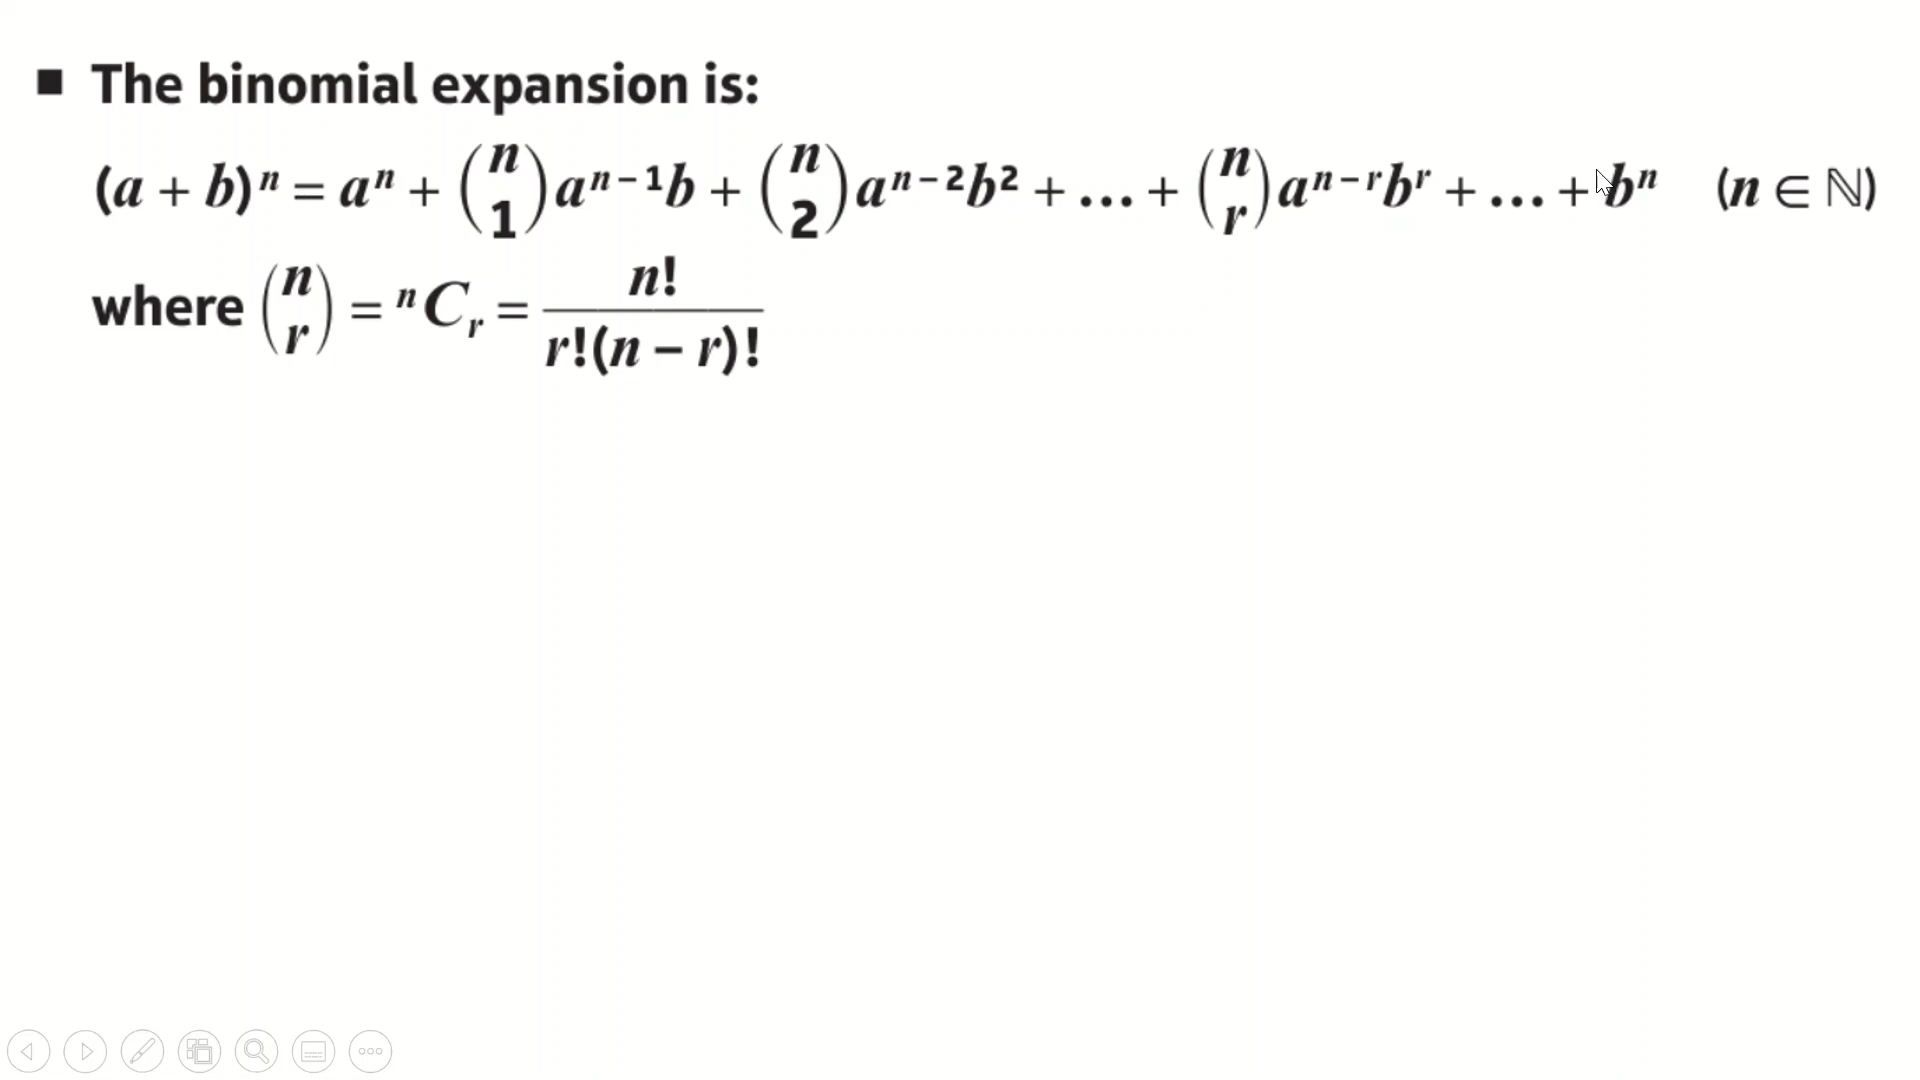 ■ The binomial expansion is:
(a + b)ⁿ = aⁿ + (n 1) aⁿ⁻¹b + (n 2) aⁿ⁻²b² + ... + (n r) aⁿ⁻ʳbʳ + ... + bⁿ (n ∈ ℕ)
where (n r) = ⁿCᵣ = n! / r!(n − r)!